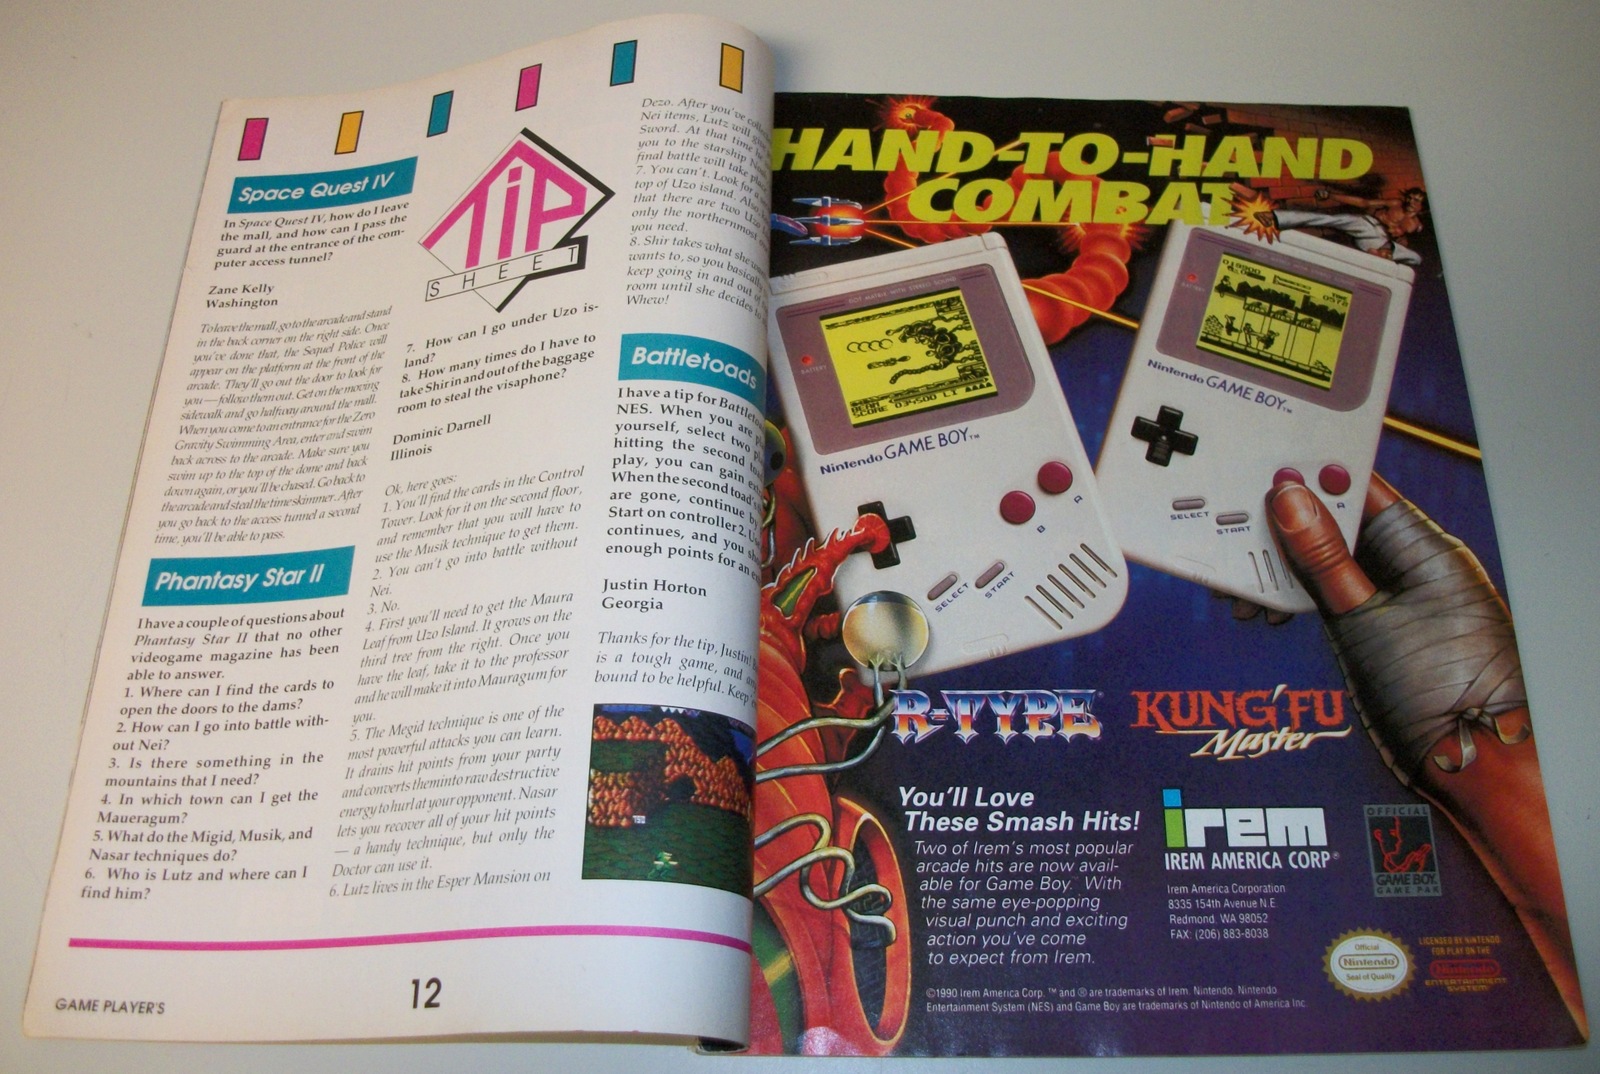 Space Quest IV
In Space Quest IV, how do I leave
the mall, and how can I pass the
guard at the entrance of the com-
puter access tunnel?
Zane Kelly
Washington
To leave the mall, go to the arcade and stand
in the back corner on the right side. Once
you've done that, the Sequel Police will
appear on the platform at the front of the
arcade. They'll go out the door to look for
you — follow them out. Get on the moving
sidewalk and go halfway around the mall.
When you come to an entrance for the Zero
Gravity Swimming Area, enter and swim
back across to the arcade. Make sure you
swim up to the top of the dome and back
down again, or you'll be chased. Go back to
the arcade and steal the time skimmer. After
you go back to the access tunnel a second
time, you'll be able to pass.
Phantasy Star II
I have a couple of questions about
Phantasy Star II that no other
videogame magazine has been
able to answer.
1. Where can I find the cards to
open the doors to the dams?
2. How can I go into battle with-
out Nei?
3. Is there something in the
mountains that I need?
4. In which town can I get the
Maueragum?
5. What do the Migid, Musik, and
Nasar techniques do?
6. Who is Lutz and where can I
find him?
TIP
SHEET
7. How can I go under Uzo is-
land?
8. How many times do I have to
take Shir in and out of the baggage
room to steal the visaphone?
Dominic Darnell
Illinois
Ok, here goes:
1. You'll find the cards in the Control
Tower. Look for it on the second floor,
and remember that you will have to
use the Musik technique to get them.
2. You can't go into battle without
Nei.
3. No.
4. First you'll need to get the Maura
Leaf from Uzo Island. It grows on the
third tree from the right. Once you
have the leaf, take it to the professor
and he will make it into Mauragum for
you.
5. The Megid technique is one of the
most powerful attacks you can learn.
It drains hit points from your party
and converts them into raw destructive
energy to hurl at your opponent. Nasar
lets you recover all of your hit points
— a handy technique, but only the
Doctor can use it.
6. Lutz lives in the Esper Mansion on
Dezo. After you've
Nei items, Lutz will
Sword. At that time
you to the starship
final battle will take
7. You can't. Look for
top of Uzo island. Also
that there are two
only the northernmost
you need.
8. Shir takes what she
wants to, so you basically
keep going in and out of
room until she decides to
Whew!
Battletoads
I have a tip for
NES. When you are
yourself, select two
hitting the second
play, you can gain
When the second toad's
are gone, continue by
Start on controller 2.
continues, and you
enough points for an
Justin Horton
Georgia
Thanks for the tip, Justin!
is a tough game, and
bound to be helpful. Keep
GAME PLAYER'S
12
HAND-TO-HAND
COMBAT
DOT MATRIX WITH STEREO SOUND
BATTERY
BEAM
SCORE 034500
Nintendo GAME BOY™
B
A
SELECT
START
BATTERY
Nintendo GAME BOY™
SELECT
START
A
R-TYPE
KUNG'FU
Master
You'll Love
These Smash Hits!
Two of Irem's most popular
arcade hits are now avail-
able for Game Boy.™ With
the same eye-popping
visual punch and exciting
action you've come
to expect from Irem.
irem
IREM AMERICA CORP®
Irem America Corporation
8335 154th Avenue N.E.
Redmond, WA 98052
FAX: (206) 883-8038
OFFICIAL
GAME BOY
GAME PAK
Official
Nintendo
Seal of Quality
LICENSED BY NINTENDO
FOR PLAY ON THE
Nintendo
ENTERTAINMENT
SYSTEM
©1990 Irem America Corp. ™ and ® are trademarks of Irem. Nintendo, Nintendo
Entertainment System (NES) and Game Boy are trademarks of Nintendo of America Inc.